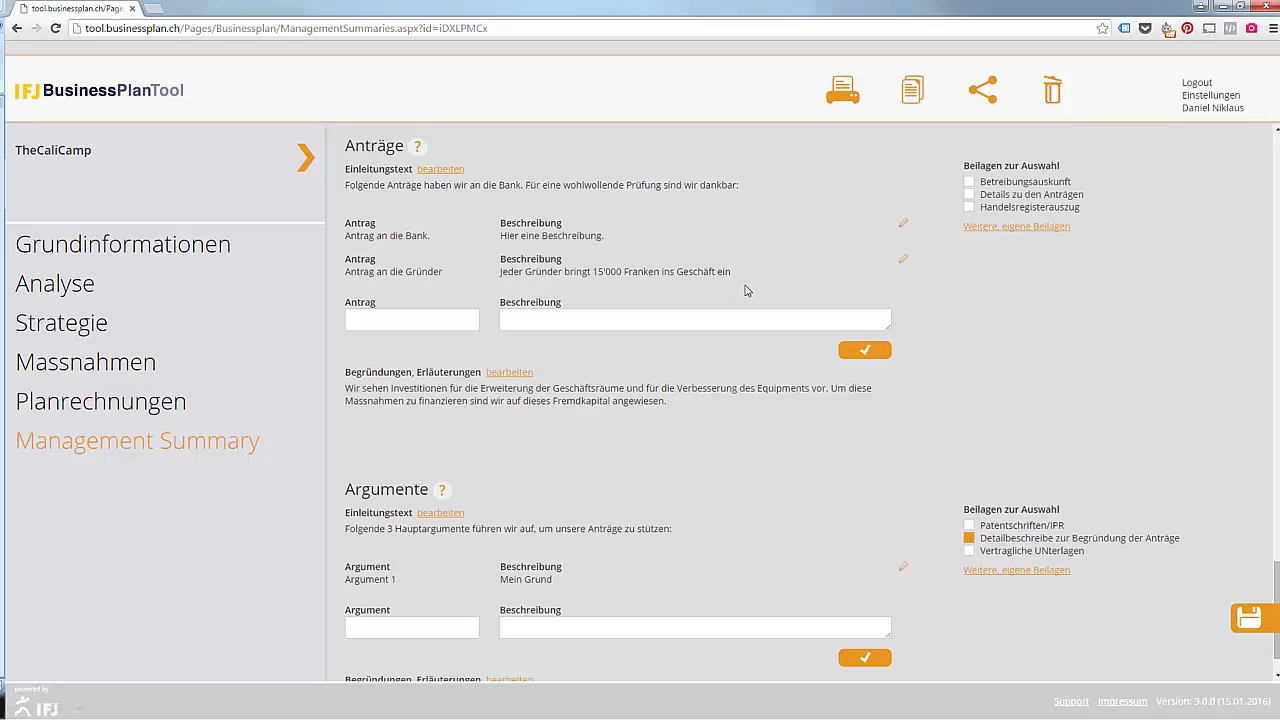 tool.businessplan.ch/Pages
tool.businessplan.ch/Pages/Businessplan/ManagementSummaries.aspx?id=iDXLPMCx
IFJ BusinessPlanTool
Logout
Einstellungen
Daniel Niklaus
TheCaliCamp
Grundinformationen
Analyse
Strategie
Massnahmen
Planrechnungen
Management Summary
Anträge ?
Einleitungstext bearbeiten
Folgende Anträge haben wir an die Bank. Für eine wohlwollende Prüfung sind wir dankbar:
Antrag Beschreibung
Antrag an die Bank. Hier eine Beschreibung.
Antrag Beschreibung
Antrag an die Gründer Jeder Gründer bringt 15'000 Franken ins Geschäft ein
Antrag Beschreibung
Begründungen, Erläuterungen bearbeiten
Wir sehen Investitionen für die Erweiterung der Geschäftsräume und für die Verbesserung des Equipments vor. Um diese
Massnahmen zu finanzieren sind wir auf dieses Fremdkapital angewiesen.
Beilagen zur Auswahl
Betreibungsauskunft
Details zu den Anträgen
Handelsregisterauszug
Weitere, eigene Beilagen
Argumente ?
Einleitungstext bearbeiten
Folgende 3 Hauptargumente führen wir auf, um unsere Anträge zu stützen:
Argument Beschreibung
Argument 1 Mein Grund
Argument Beschreibung
Begründungen, Erläuterungen bearbeiten
Beilagen zur Auswahl
Patentschriften/IPR
Detailbeschreibe zur Begründung der Anträge
Vertragliche UNterlagen
Weitere, eigene Beilagen
powered by
IFJ
Support Impressum Version: 3.0.0 (15.01.2016)